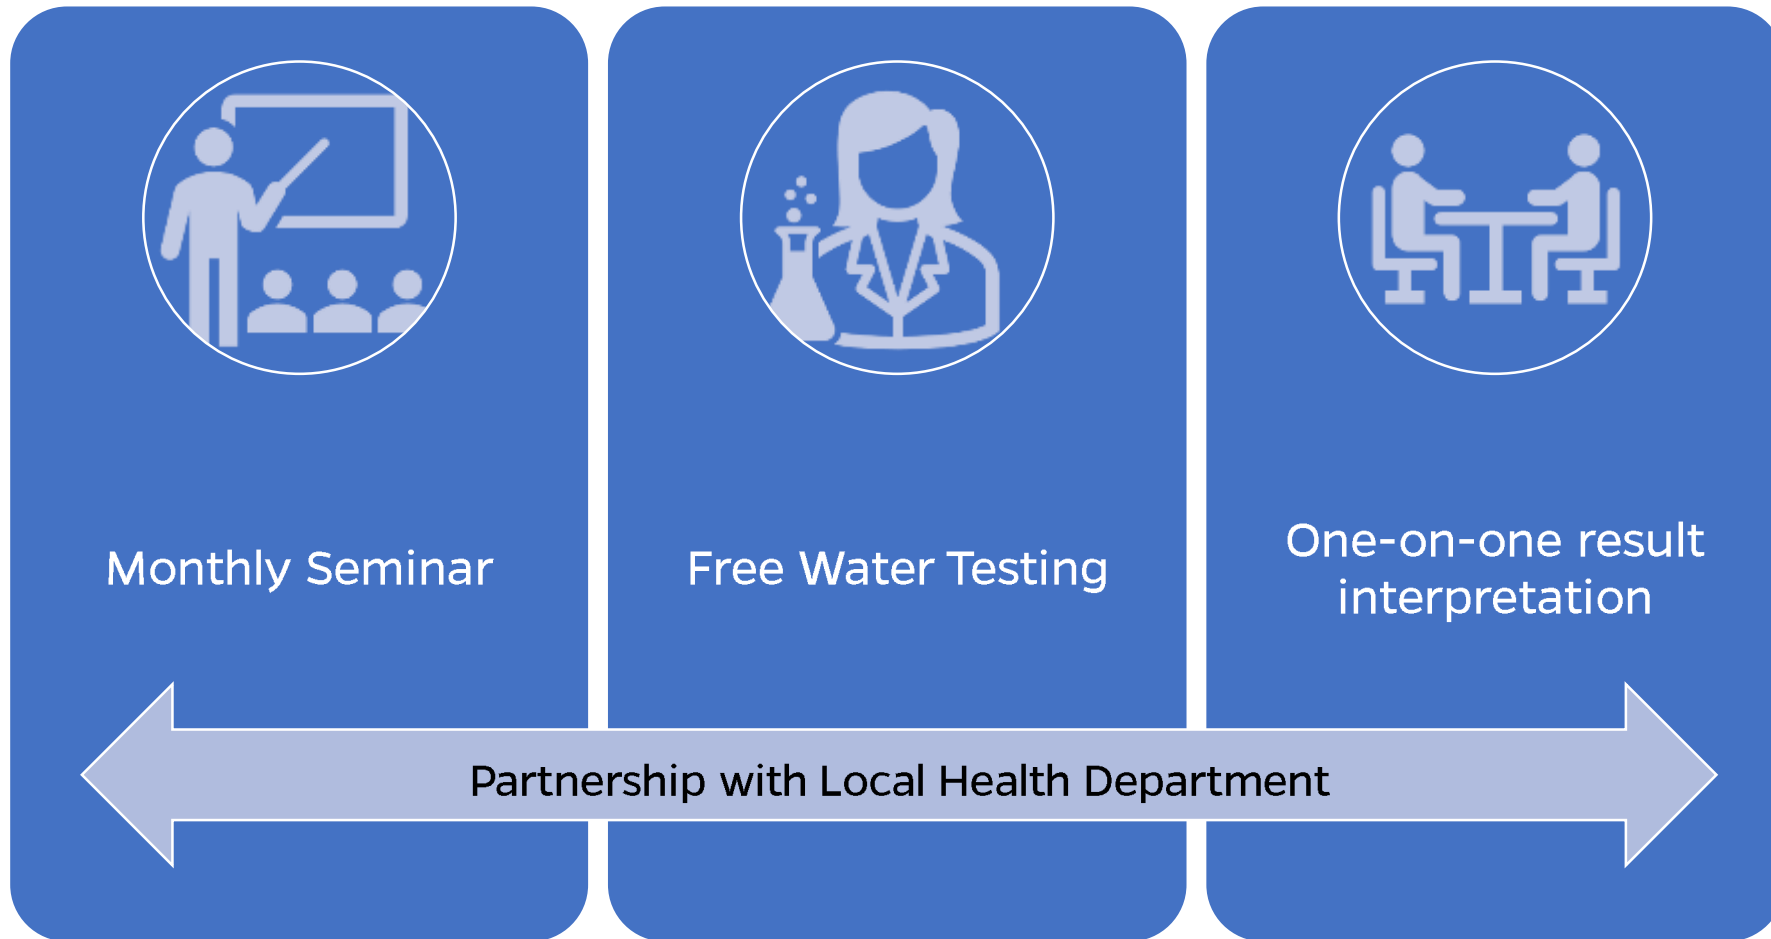 Monthly Seminar
Free Water Testing
One-on-one result
interpretation
Partnership with Local Health Department